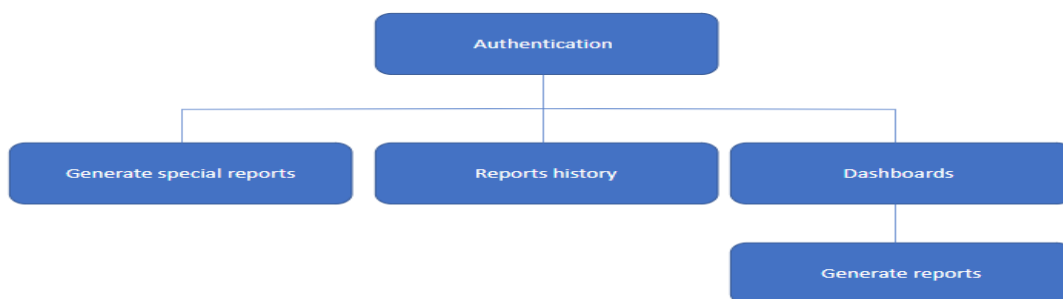 Authentication
Generate special reports
Reports history
Dashboards
Generate reports